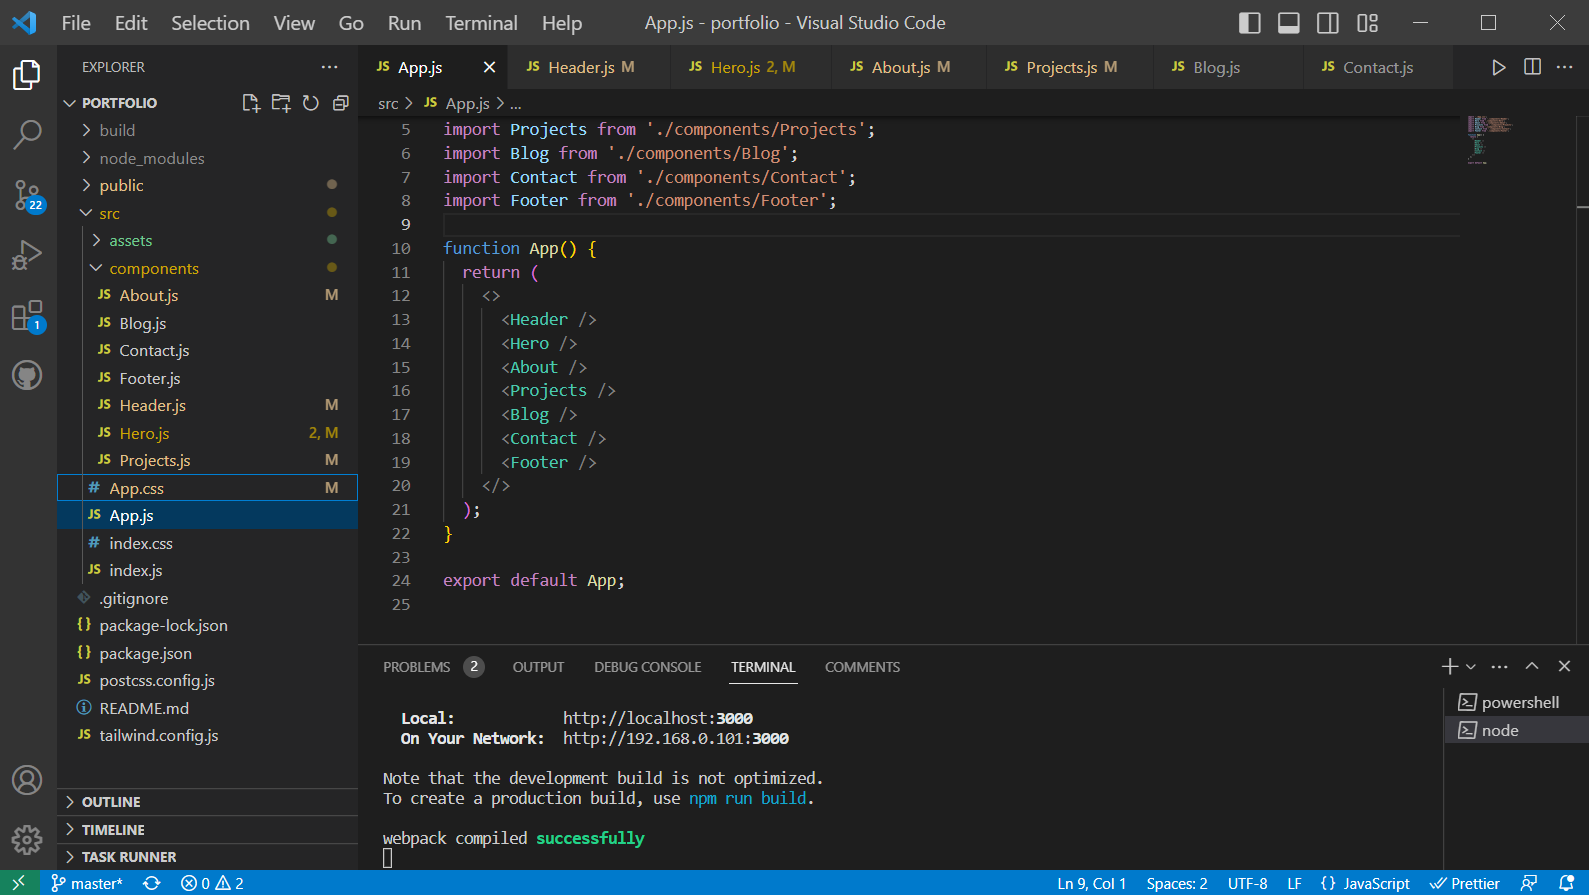 File Edit Selection View Go Run Terminal Help App.js - portfolio - Visual Studio Code
EXPLORER
PORTFOLIO
build
node_modules
public
src
assets
components
About.js M
Blog.js
Contact.js
Footer.js
Header.js M
Hero.js 2, M
Projects.js M
App.css M
App.js
index.css
index.js
.gitignore
package-lock.json
package.json
postcss.config.js
README.md
tailwind.config.js
OUTLINE
TIMELINE
TASK RUNNER
22
1
JS App.js JS Header.js M JS Hero.js 2, M JS About.js M JS Projects.js M JS Blog.js JS Contact.js
src > JS App.js > ...
5 import Projects from './components/Projects';
6 import Blog from './components/Blog';
7 import Contact from './components/Contact';
8 import Footer from './components/Footer';
9
10 function App() {
11 return (
12 <>
13 <Header />
14 <Hero />
15 <About />
16 <Projects />
17 <Blog />
18 <Contact />
19 <Footer />
20 </>
21 );
22 }
23
24 export default App;
25
PROBLEMS 2 OUTPUT DEBUG CONSOLE TERMINAL COMMENTS
Local: http://localhost:3000
On Your Network: http://192.168.0.101:3000
Note that the development build is not optimized.
To create a production build, use npm run build.
webpack compiled successfully
powershell
node
master* 0 2 Ln 9, Col 1 Spaces: 2 UTF-8 LF {} JavaScript Prettier